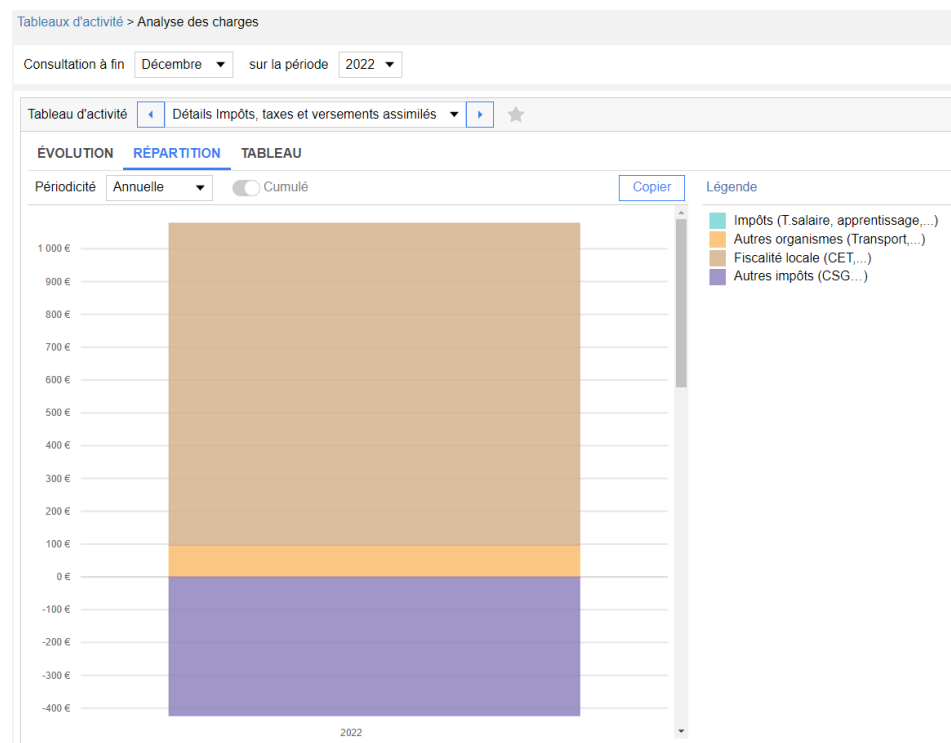 Tableaux d'activité > Analyse des charges
Consultation à fin Décembre sur la période 2022
Tableau d'activité Détails Impôts, taxes et versements assimilés
ÉVOLUTION RÉPARTITION TABLEAU
Périodicité Annuelle Cumulé Copier Légende
Impôts (T.salaire, apprentissage,...)
Autres organismes (Transport,...)
Fiscalité locale (CET,...)
Autres impôts (CSG...)
1 000 €
900 €
800 €
700 €
600 €
500 €
400 €
300 €
200 €
100 €
0 €
-100 €
-200 €
-300 €
-400 €
2022